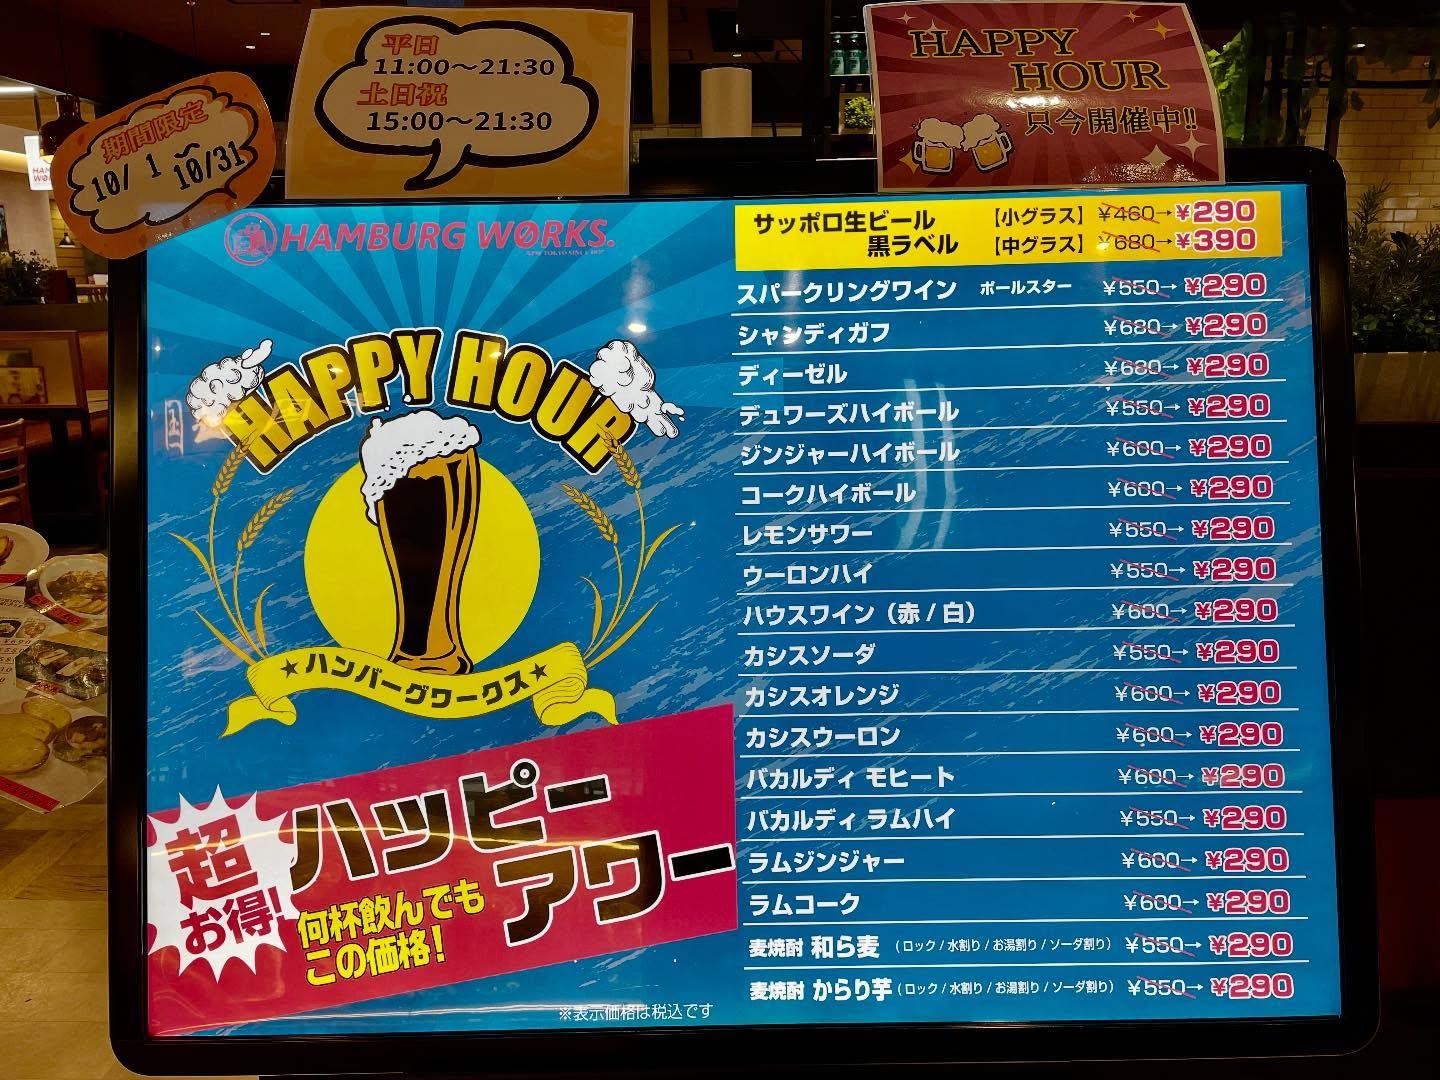 期間限定
10/1〜10/31
平日
11:00〜21:30
土日祝
15:00〜21:30
HAPPY
HOUR
只今開催中!!
HAMBURG WØRKS.
HAPPY HOUR
★ハンバーグワークス★
超
お得!
ハッピー
アワー
何杯飲んでも
この価格!
※表示価格は税込です
サッポロ生ビール 【小グラス】 ¥460→¥290
黒ラベル 【中グラス】 ¥680→¥390
スパークリングワイン ポールスター ¥550→¥290
シャンディガフ ¥680→¥290
ディーゼル ¥680→¥290
デュワーズハイボール ¥550→¥290
ジンジャーハイボール ¥600→¥290
コークハイボール ¥600→¥290
レモンサワー ¥550→¥290
ウーロンハイ ¥550→¥290
ハウスワイン（赤/白） ¥600→¥290
カシスソーダ ¥550→¥290
カシスオレンジ ¥600→¥290
カシスウーロン ¥600→¥290
バカルディ モヒート ¥600→¥290
バカルディ ラムハイ ¥550→¥290
ラムジンジャー ¥600→¥290
ラムコーク ¥600→¥290
麦焼酎 和ら麦 （ロック/水割り/お湯割り/ソーダ割り） ¥550→¥290
麦焼酎 からり芋（ロック/水割り/お湯割り/ソーダ割り） ¥550→¥290